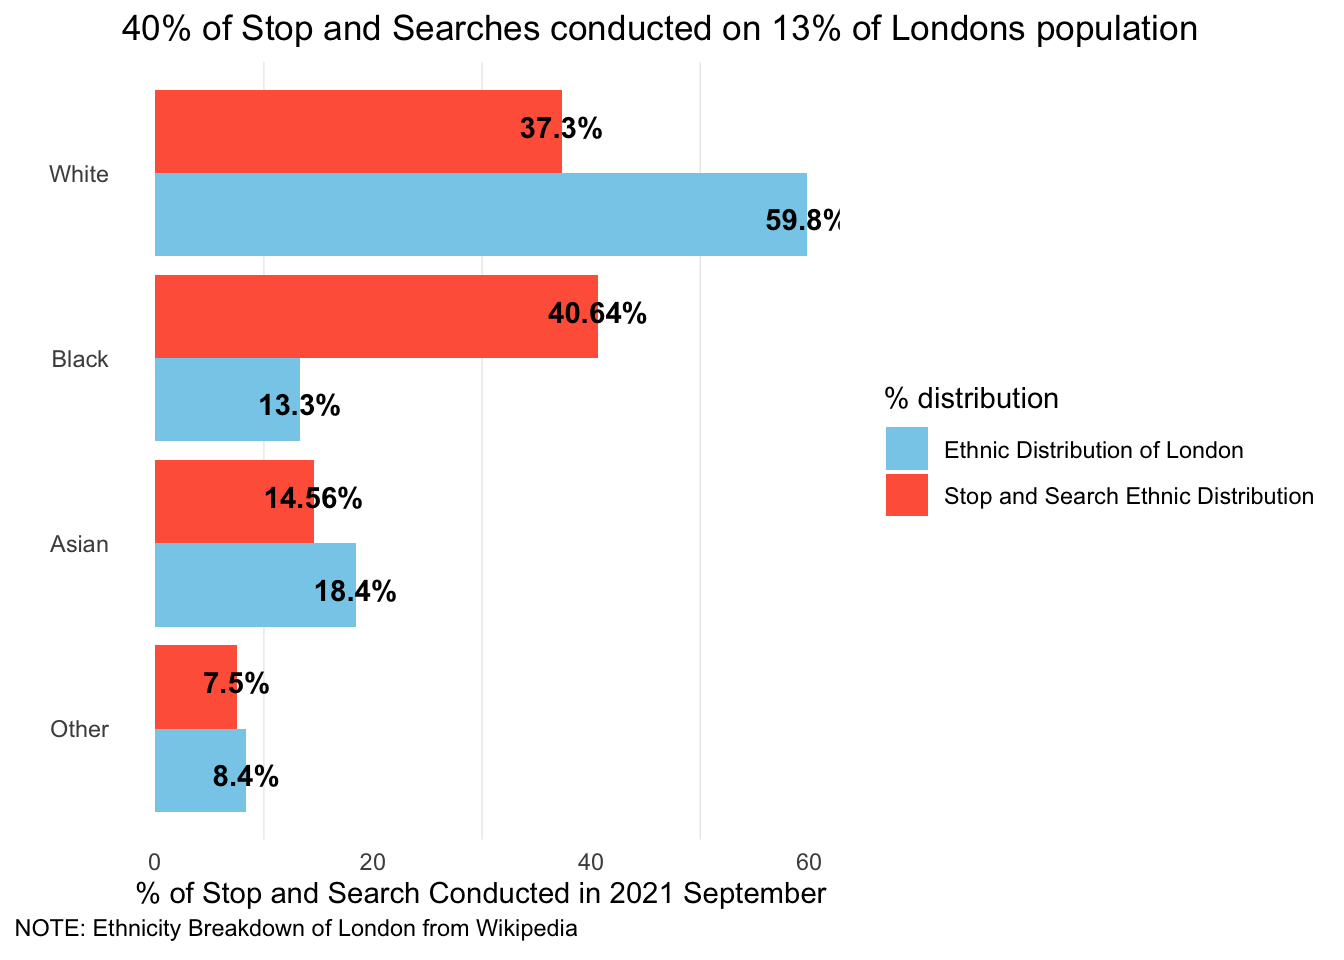 40% of Stop and Searches conducted on 13% of Londons population
White
37.3%
59.8%
Black
40.64%
13.3%
Asian
14.56%
18.4%
Other
7.5%
8.4%
% distribution
Ethnic Distribution of London
Stop and Search Ethnic Distribution
0 20 40 60
% of Stop and Search Conducted in 2021 September
NOTE: Ethnicity Breakdown of London from Wikipedia